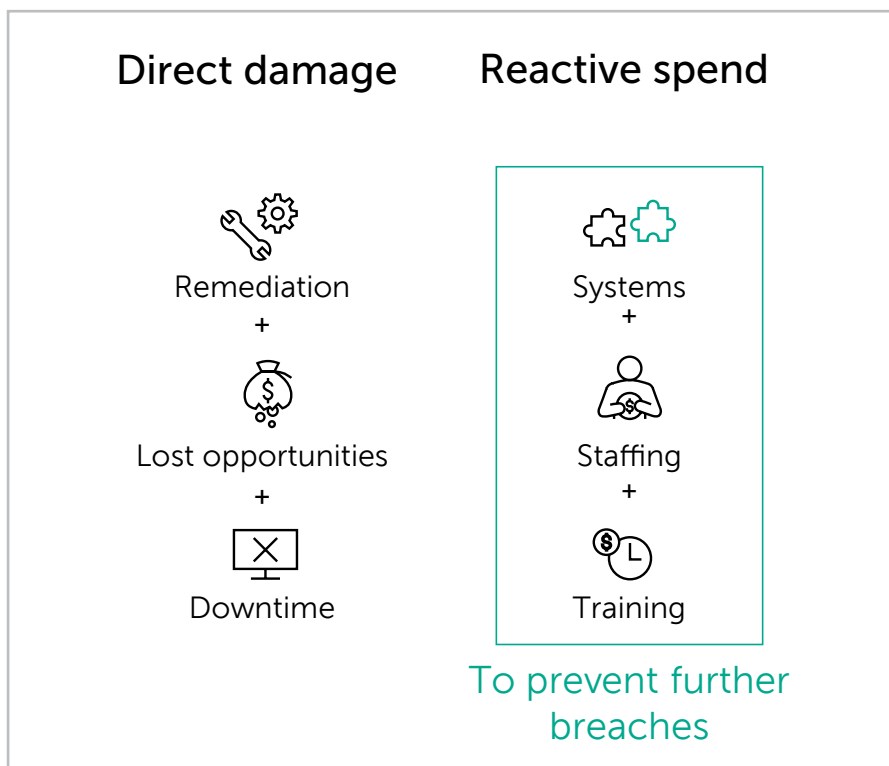 Direct damage
Remediation
+
Lost opportunities
$
+
Downtime
Reactive spend
Systems
+
$
Staffing
+
$
Training
To prevent further
breaches